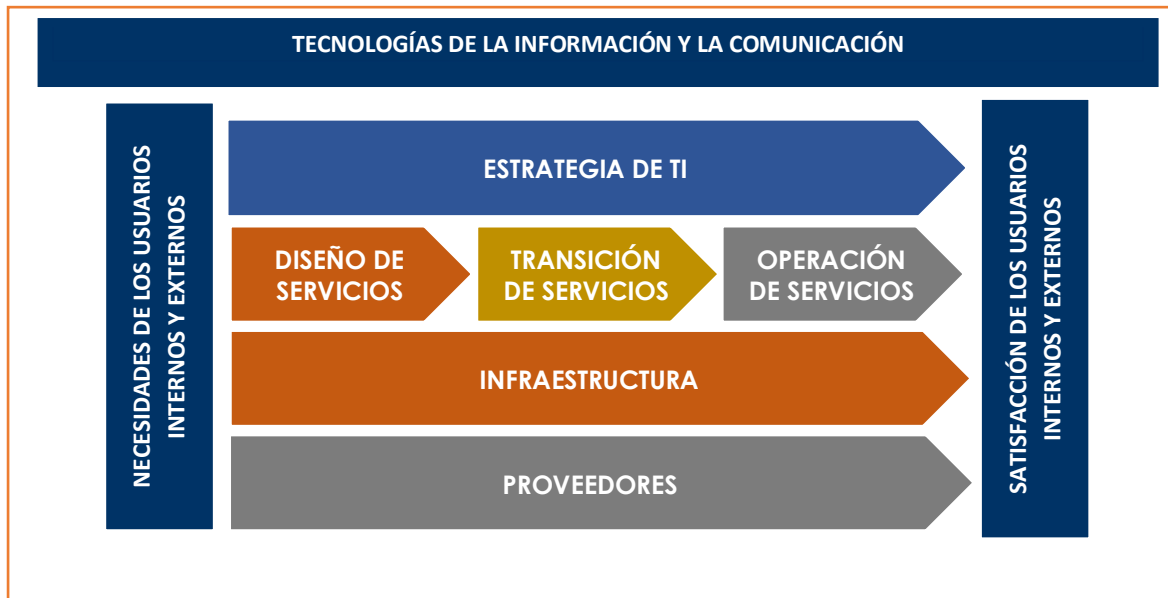 TECNOLOGÍAS DE LA INFORMACIÓN Y LA COMUNICACIÓN
NECESIDADES DE LOS USUARIOS
INTERNOS Y EXTERNOS
ESTRATEGIA DE TI
DISEÑO DE
SERVICIOS
TRANSICIÓN
DE SERVICIOS
OPERACIÓN
DE SERVICIOS
INFRAESTRUCTURA
PROVEEDORES
SATISFACCIÓN DE LOS USUARIOS
INTERNOS Y EXTERNOS